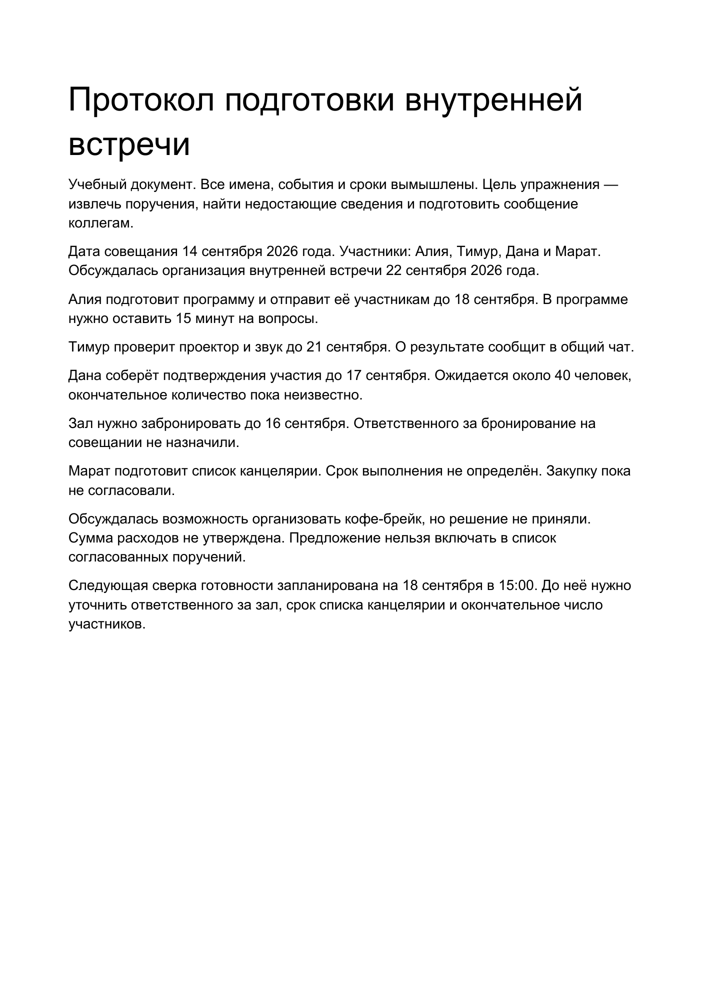 Протокол подготовки внутренней
встречи
Учебный документ. Все имена, события и сроки вымышлены. Цель упражнения —
извлечь поручения, найти недостающие сведения и подготовить сообщение
коллегам.
Дата совещания 14 сентября 2026 года. Участники: Алия, Тимур, Дана и Марат.
Обсуждалась организация внутренней встречи 22 сентября 2026 года.
Алия подготовит программу и отправит её участникам до 18 сентября. В программе
нужно оставить 15 минут на вопросы.
Тимур проверит проектор и звук до 21 сентября. О результате сообщит в общий чат.
Дана соберёт подтверждения участия до 17 сентября. Ожидается около 40 человек,
окончательное количество пока неизвестно.
Зал нужно забронировать до 16 сентября. Ответственного за бронирование на
совещании не назначили.
Марат подготовит список канцелярии. Срок выполнения не определён. Закупку пока
не согласовали.
Обсуждалась возможность организовать кофе-брейк, но решение не приняли.
Сумма расходов не утверждена. Предложение нельзя включать в список
согласованных поручений.
Следующая сверка готовности запланирована на 18 сентября в 15:00. До неё нужно
уточнить ответственного за зал, срок списка канцелярии и окончательное число
участников.